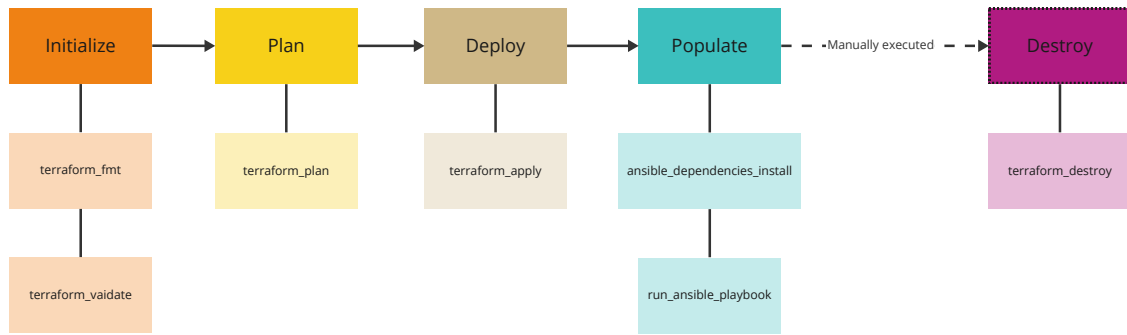 Initialize
Plan
Deploy
Populate
Manually executed
Destroy
terraform_fmt
terraform_plan
terraform_apply
ansible_dependencies_install
terraform_destroy
terraform_vaidate
run_ansible_playbook